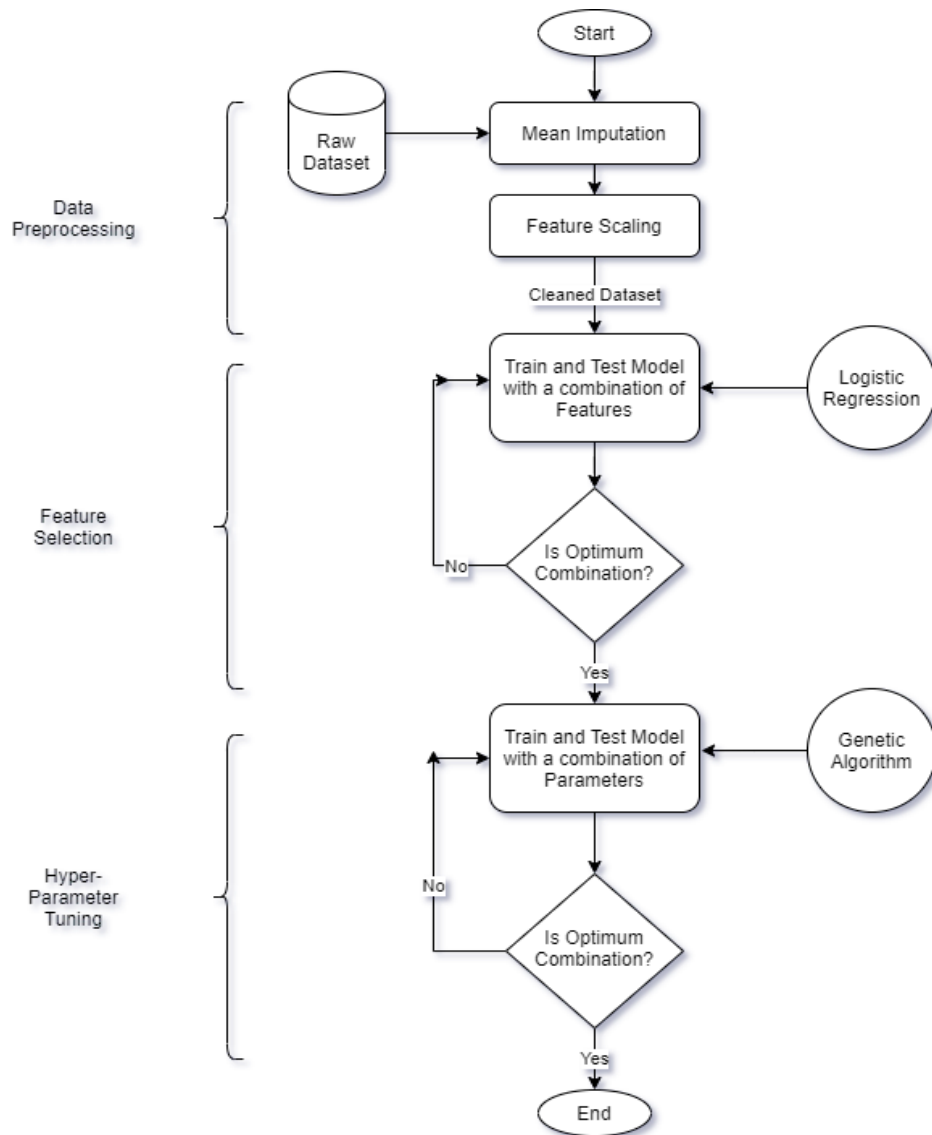 Start
Raw
Dataset
Mean Imputation
Data
Preprocessing
Feature Scaling
Cleaned Dataset
Train and Test Model
with a combination of
Features
Logistic
Regression
Feature
Selection
Is Optimum
Combination?
No
Yes
Train and Test Model
with a combination of
Parameters
Genetic
Algorithm
Hyper-
Parameter
Tuning
No
Is Optimum
Combination?
Yes
End